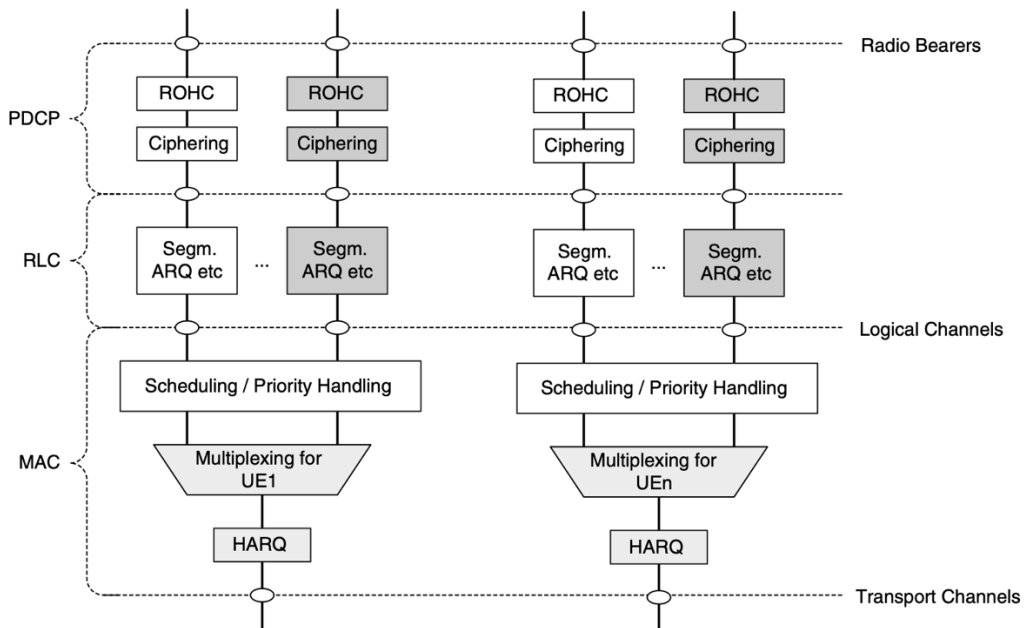 Radio Bearers
ROHC
ROHC
ROHC
ROHC
PDCP
Ciphering
Ciphering
Ciphering
Ciphering
RLC
Segm.
ARQ etc
...
Segm.
ARQ etc
Segm.
ARQ etc
...
Segm.
ARQ etc
Logical Channels
Scheduling / Priority Handling
Scheduling / Priority Handling
MAC
Multiplexing for
UE1
Multiplexing for
UEn
HARQ
HARQ
Transport Channels